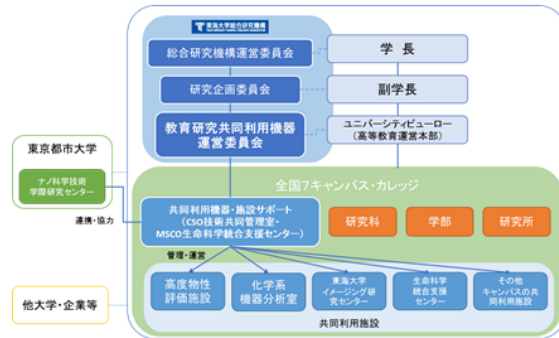 東海大学総合研究機構
総合研究機構運営委員会
学 長
研究企画委員会
副学長
教育研究共同利用機器
運営委員会
ユニバーシティビューロー
(高等教育運営本部)
東京都市大学
ナノ科学技術
学際研究センター
連携・協力
全国7キャンパス・カレッジ
共同利用機器・施設サポート
(CSO技術共同管理室・
MSCO生命科学統合支援センター)
研究科
学部
研究所
管理・運営
高度物性
評価施設
化学系
機器分析室
東海大学
イメージング研
究センター
生命科学
統合支援
センター
その他
キャンパスの共
同利用施設
共同利用施設
他大学・企業等